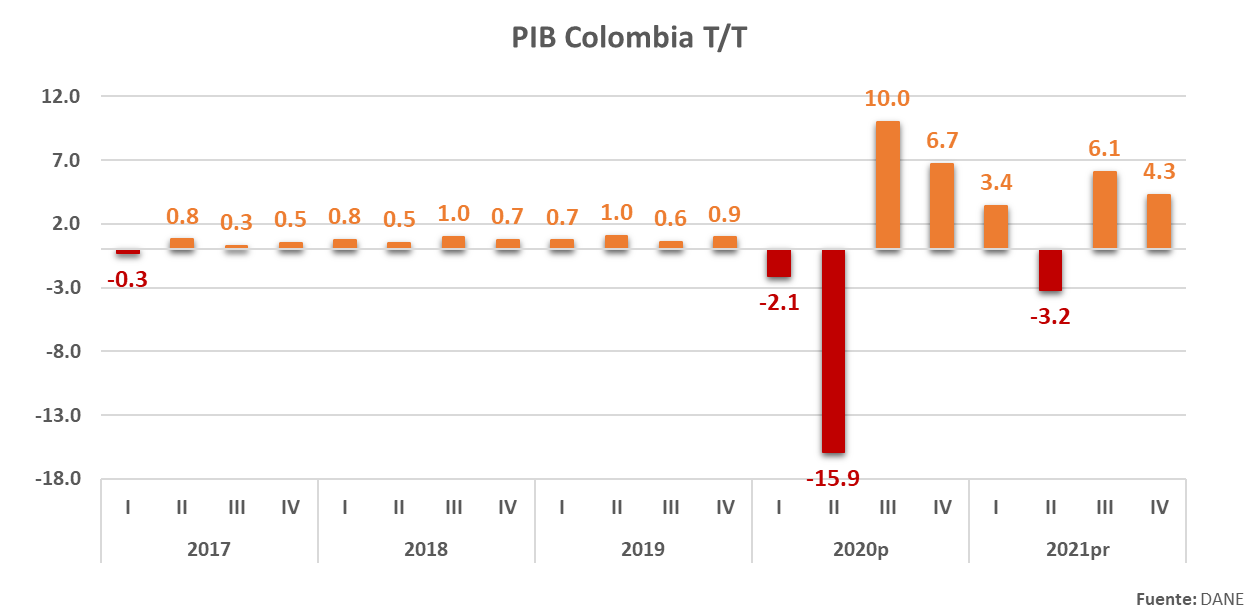 PIB Colombia T/T
12.0
7.0
2.0
-3.0
-8.0
-13.0
-18.0
-0.3 0.8 0.3 0.5 0.8 0.5 1.0 0.7 0.7 1.0 0.6 0.9 -2.1 -15.9 10.0 6.7 3.4 -3.2 6.1 4.3
I II III IV I II III IV I II III IV I II III IV I II III IV
2017 2018 2019 2020p 2021pr
Fuente: DANE